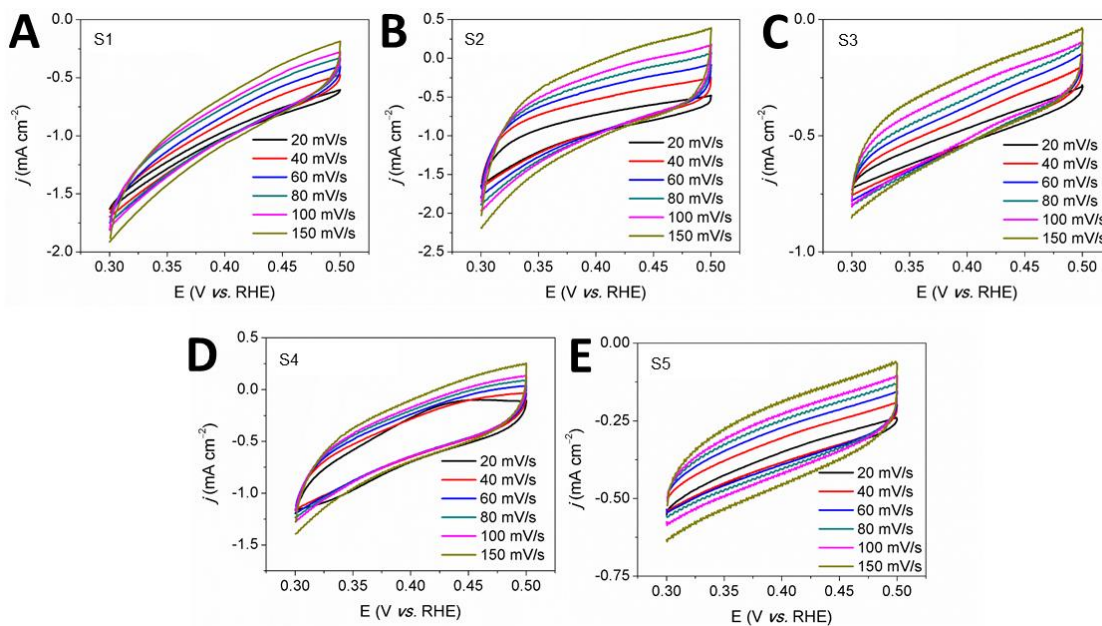 A
S1
0.0
-0.5
-1.0
-1.5
-2.0
j (mA cm⁻²)
20 mV/s
40 mV/s
60 mV/s
80 mV/s
100 mV/s
150 mV/s
0.30 0.35 0.40 0.45 0.50
E (V vs. RHE)
B
S2
0.5
0.0
-0.5
-1.0
-1.5
-2.0
-2.5
j (mA cm⁻²)
20 mV/s
40 mV/s
60 mV/s
80 mV/s
100 mV/s
150 mV/s
0.30 0.35 0.40 0.45 0.50
E (V vs. RHE)
C
S3
0.0
-0.5
-1.0
j (mA cm⁻²)
20 mV/s
40 mV/s
60 mV/s
80 mV/s
100 mV/s
150 mV/s
0.30 0.35 0.40 0.45 0.50
E (V vs. RHE)
D
S4
0.5
0.0
-0.5
-1.0
-1.5
j (mA cm⁻²)
20 mV/s
40 mV/s
60 mV/s
80 mV/s
100 mV/s
150 mV/s
0.30 0.35 0.40 0.45 0.50
E (V vs. RHE)
E
S5
0.00
-0.25
-0.50
-0.75
j (mA cm⁻²)
20 mV/s
40 mV/s
60 mV/s
80 mV/s
100 mV/s
150 mV/s
0.30 0.35 0.40 0.45 0.50
E (V vs. RHE)